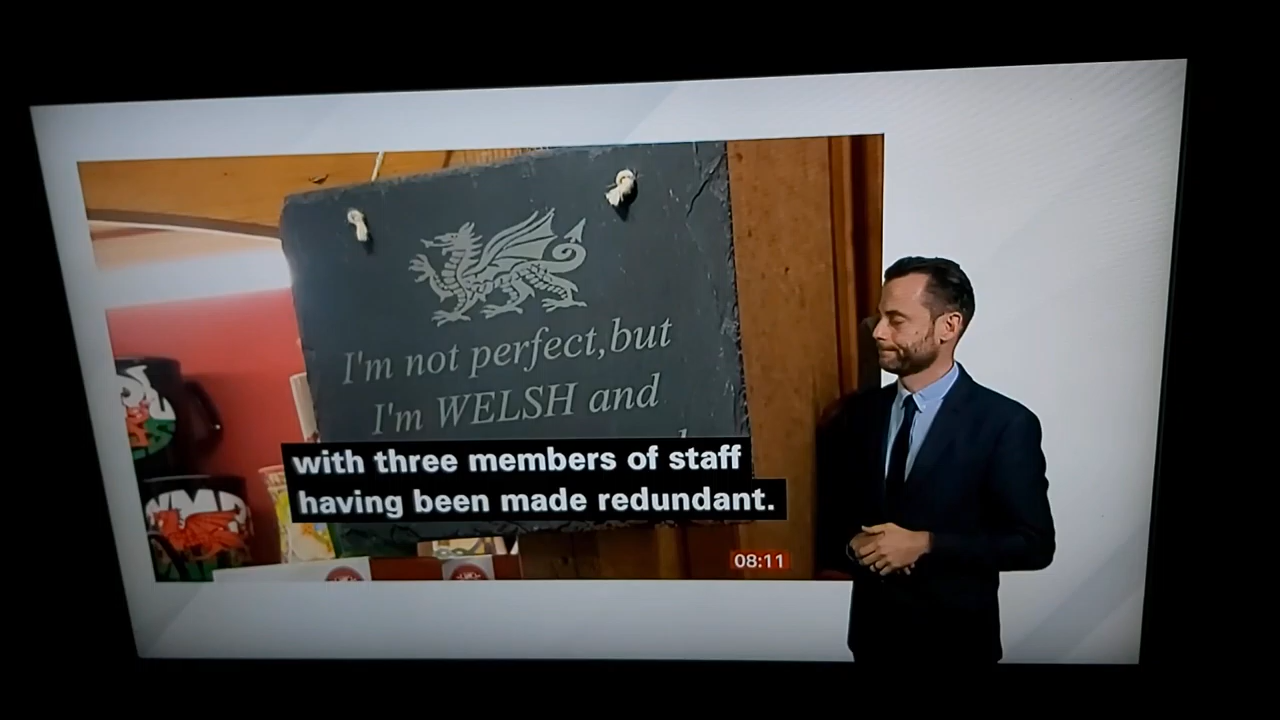 I'm not perfect, but
I'm WELSH and
with three members of staff
having been made redundant.
08:11